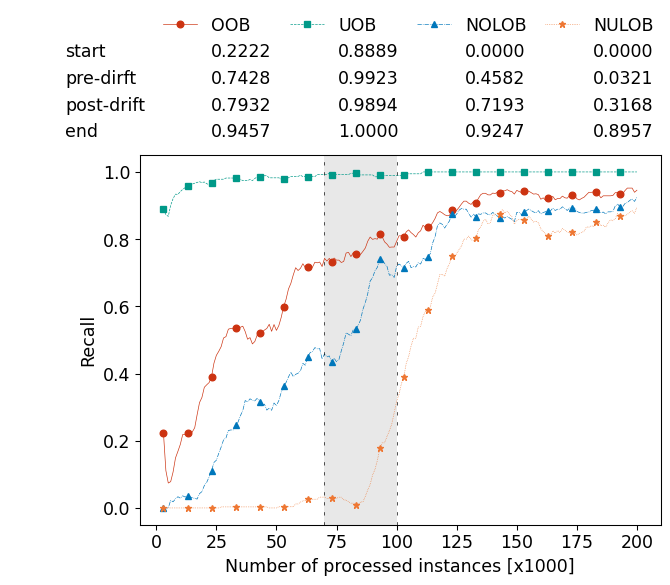 OOB UOB NOLOB NULOB
start 0.2222 0.8889 0.0000 0.0000
pre-dirft 0.7428 0.9923 0.4582 0.0321
post-drift 0.7932 0.9894 0.7193 0.3168
end 0.9457 1.0000 0.9247 0.8957
1.0
0.8
0.6
0.4
0.2
0.0
Recall
0 25 50 75 100 125 150 175 200
Number of processed instances [x1000]